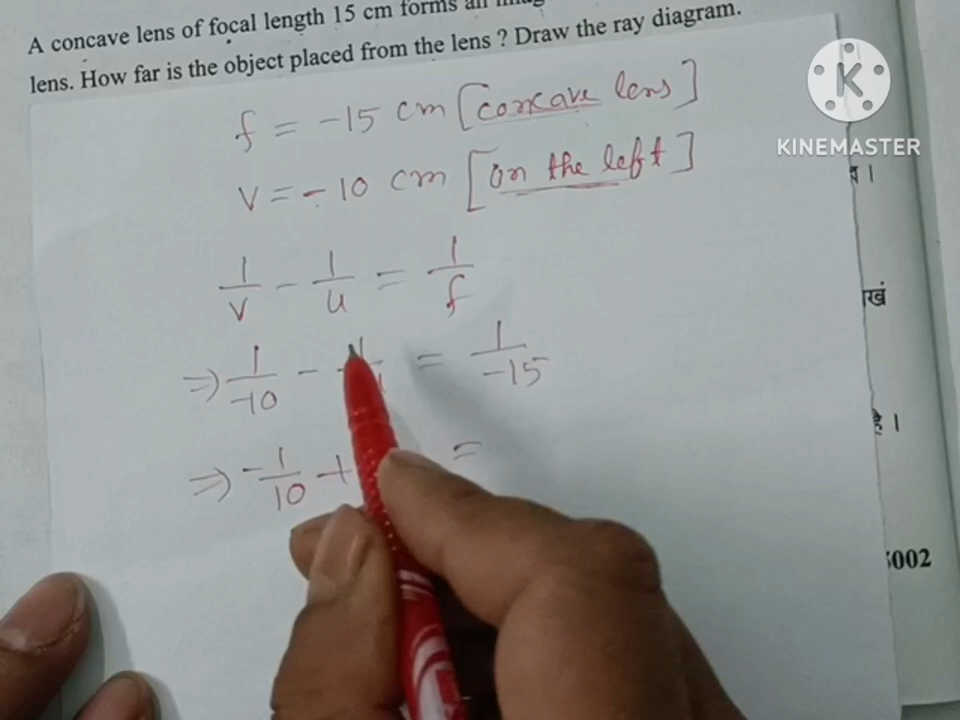 A concave lens of focal length 15 cm forms an
lens. How far is the object placed from the lens ? Draw the ray diagram.
f = -15 cm [concave lens]
v = -10 cm [on the left]
1/v - 1/u = 1/f
⇒ 1/-10 - = 1/-15
⇒ -1/10 + =
K
KINEMASTER
।
खं
।
002